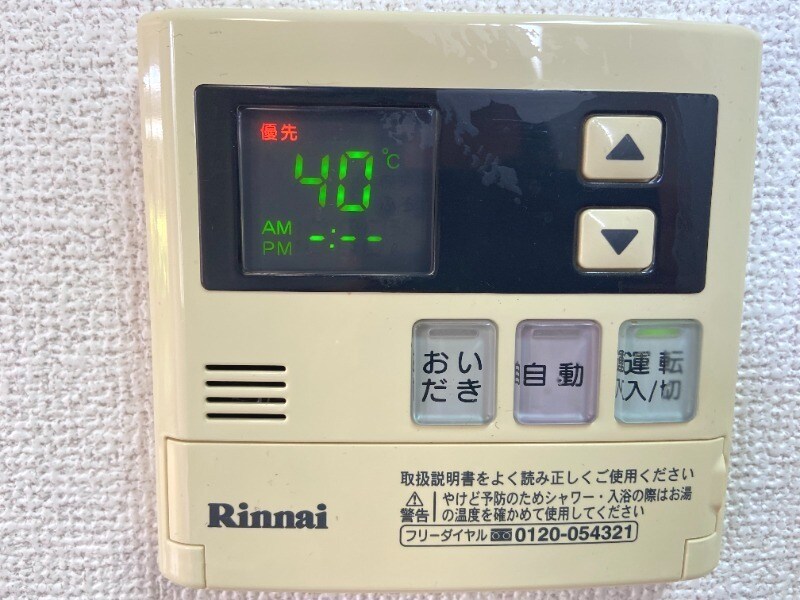 優先
40℃
AM
PM
-:--
▲
▼
おい
だき
自動
運転
入/切
取扱説明書をよく読み正しくご使用ください
⚠
警告
やけど予防のためシャワー・入浴の際はお湯
の温度を確かめて使用してください
Rinnai
フリーダイヤル 0120-054321